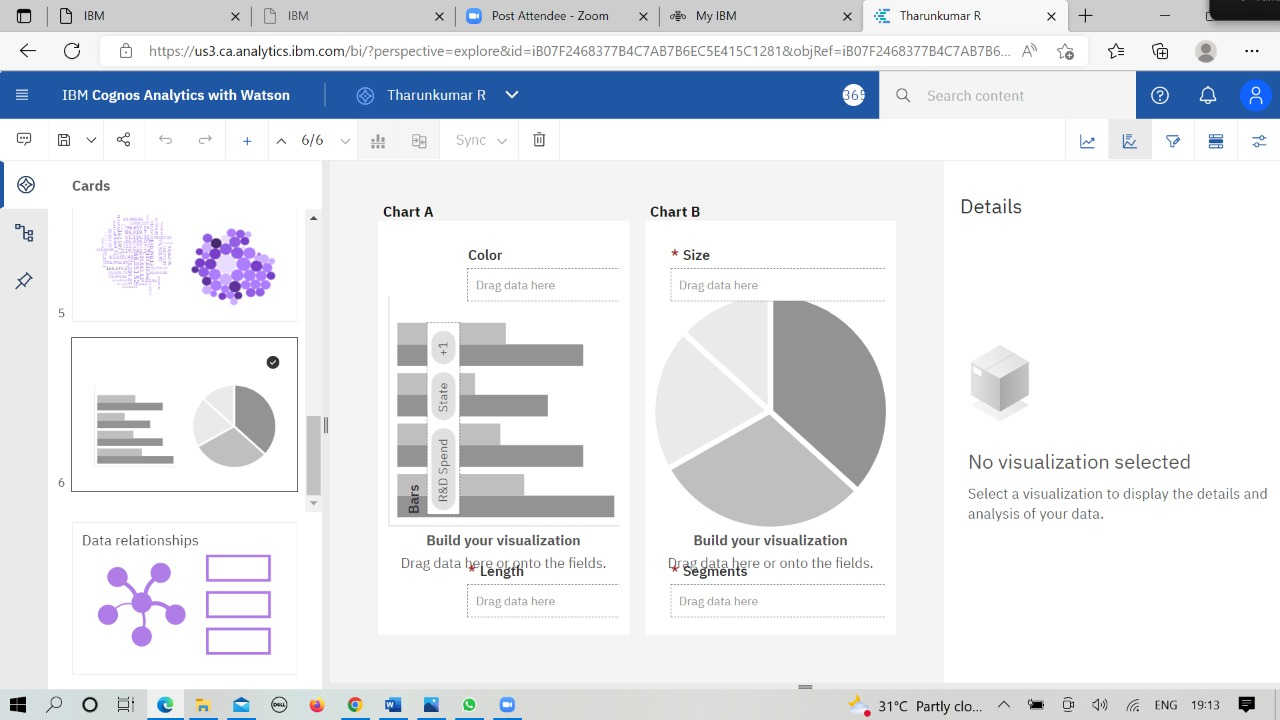 IBM
IBM
Post Attendee - Zoom
My IBM
Tharunkumar R
https://us3.ca.analytics.ibm.com/bi/?perspective=explore&id=iB07F2468377B4C7AB7B6EC5E415C1281&objRef=iB07F2468377B4C7AB7B6...
IBM Cognos Analytics with Watson
Tharunkumar R
365
Search content
6/6
Sync
Cards
5
6
Data relationships
Chart A
Color
Drag data here
+1
State
R&D Spend
Bars
Build your visualization
Drag data here or onto the fields.
* Length
Drag data here
Chart B
* Size
Drag data here
Build your visualization
Drag data here or onto the fields.
* Segments
Drag data here
Details
No visualization selected
Select a visualization to display the details and
analysis of your data.
DELL
31°C Partly clo...
ENG
19:13